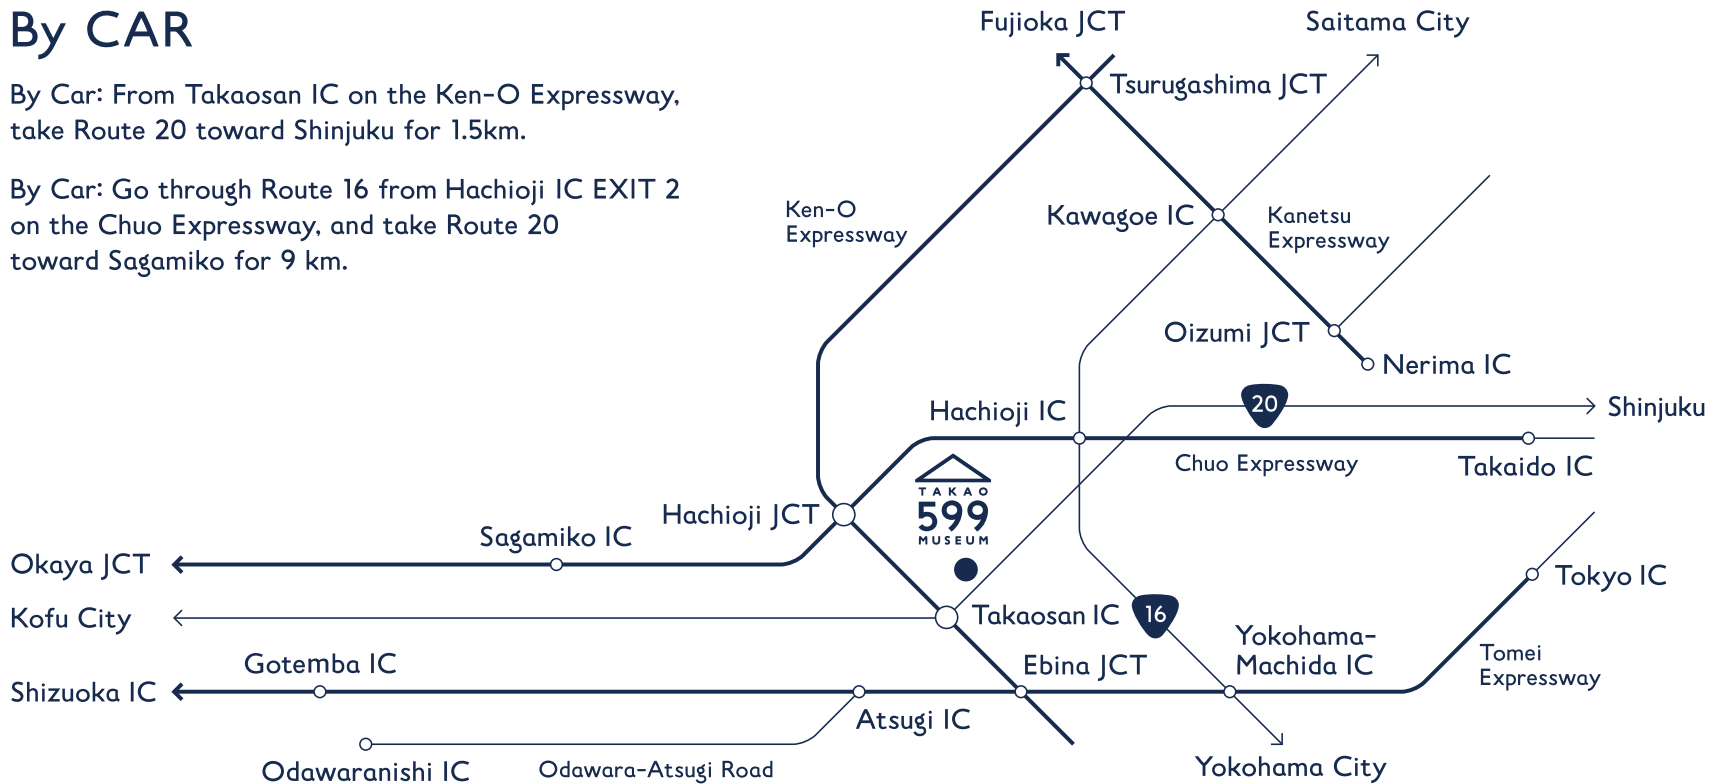 By CAR
By Car: From Takaosan IC on the Ken-O Expressway,
take Route 20 toward Shinjuku for 1.5km.
By Car: Go through Route 16 from Hachioji IC EXIT 2
on the Chuo Expressway, and take Route 20
toward Sagamiko for 9 km.
Fujioka JCT
Saitama City
Tsurugashima JCT
Ken-O
Expressway
Kawagoe IC
Kanetsu
Expressway
Oizumi JCT
Nerima IC
Hachioji IC
20
Shinjuku
Chuo Expressway
Takaido IC
TAKAO
599
MUSEUM
Hachioji JCT
Sagamiko IC
Okaya JCT
Tokyo IC
Kofu City
Takaosan IC
16
Yokohama-
Machida IC
Tomei
Expressway
Gotemba IC
Ebina JCT
Shizuoka IC
Atsugi IC
Odawaranishi IC
Odawara-Atsugi Road
Yokohama City